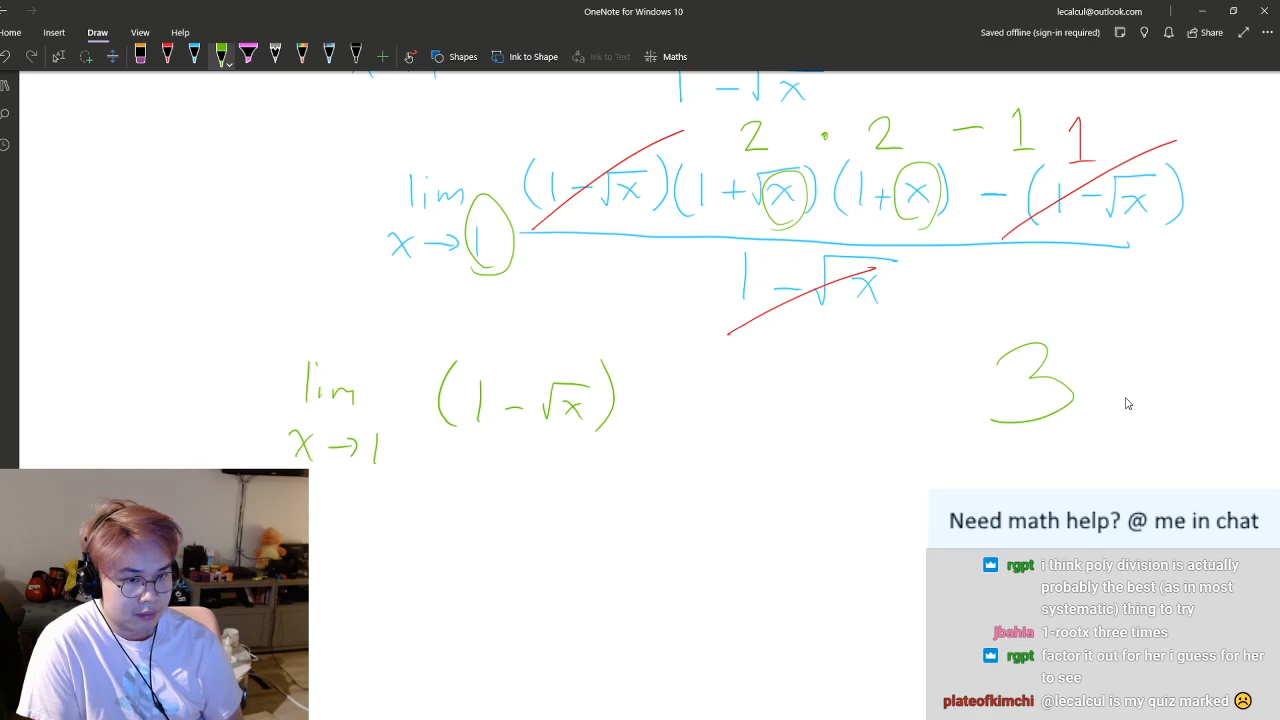 OneNote for Windows 10
lecalcul@outlook.com
Home Insert Draw View Help
Saved offline (sign-in required)
Share
Shapes
Ink to Shape
Ink to Text
Maths
1 - √x
2 · 2 - 1 1
lim x → 1 (1 - √x)(1 + √x)(1 + x) - (1 - √x)
1 - √x
lim x → 1 (1 - √x)
3
Need math help? @ me in chat
rgpt i think poly division is actually
probably the best (as in most
systematic) thing to try
jbahia 1-rootx three times
rgpt factor it out for her i guess for her
to see
plateofkimchi @lecalcul is my quiz marked ☹️